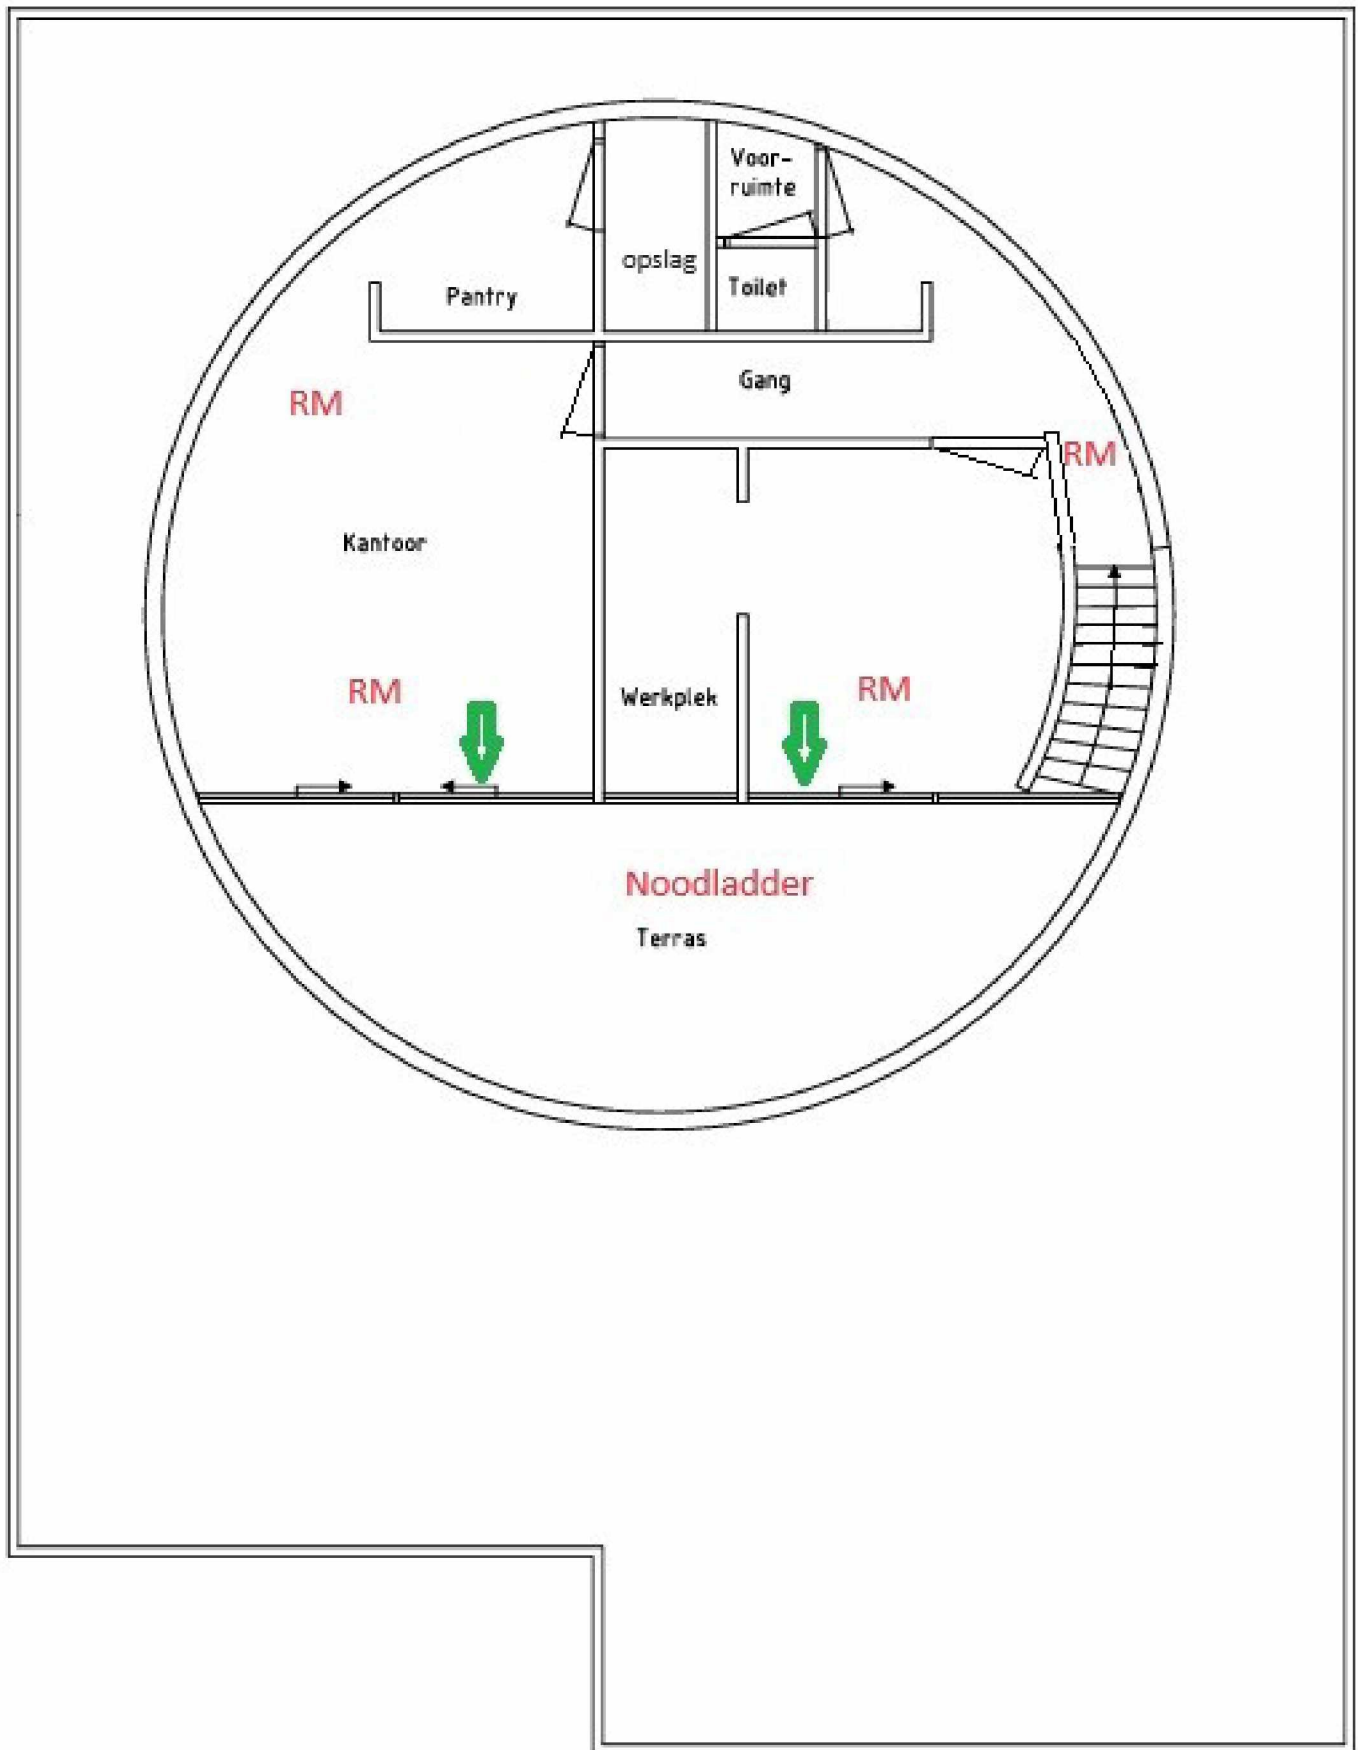 Voor-
ruimte
opslag
Toilet
Pantry
Gang
RM
RM
Kantoor
RM
Werkplek
RM
Noodladder
Terras